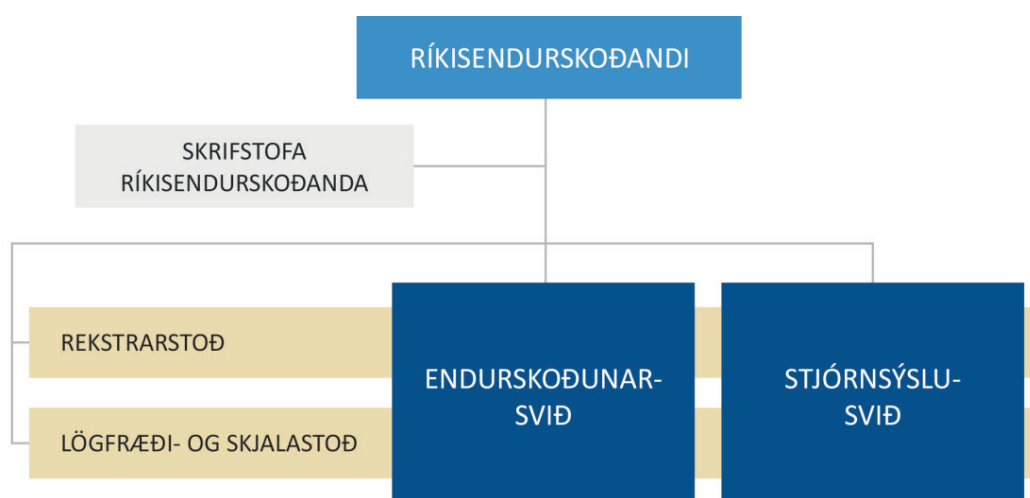 RÍKISENDURSKOÐANDI
SKRIFSTOFA
RÍKISENDURSKOÐANDA
REKSTRARSTOÐ
LÖGFRÆÐI- OG SKJALASTOÐ
ENDURSKOÐUNAR-
SVIÐ
STJÓRNSÝSLU-
SVIÐ